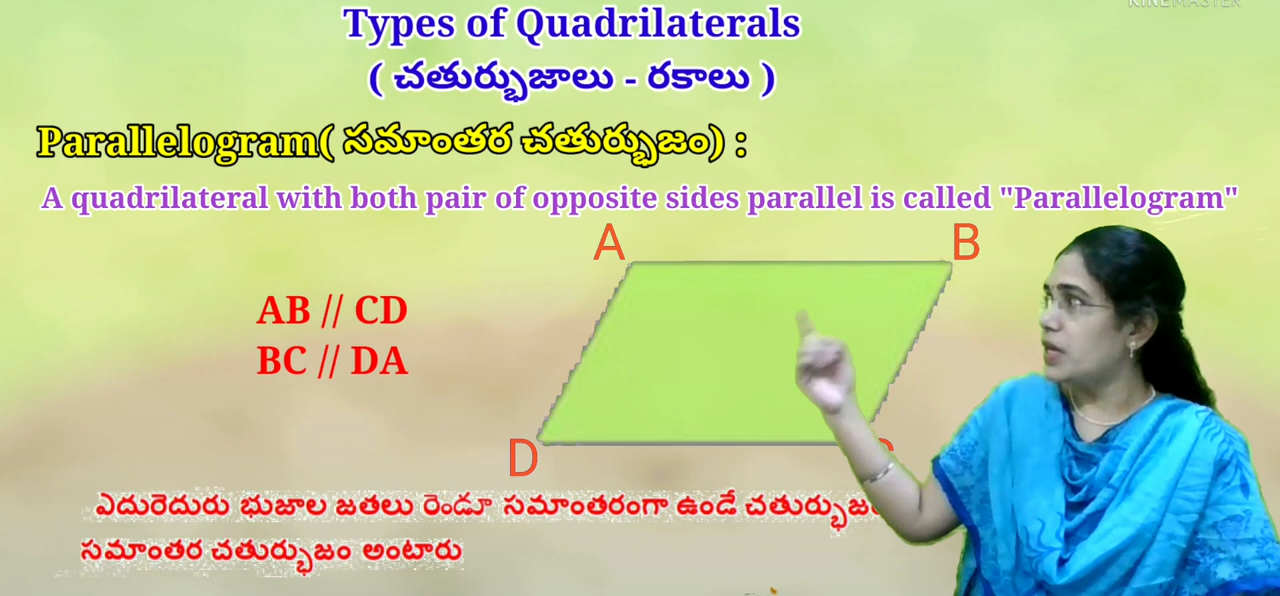 KINEMASTER
Types of Quadrilaterals
( చతుర్భుజాలు - రకాలు )
Parallelogram( సమాంతర చతుర్భుజం) :
A quadrilateral with both pair of opposite sides parallel is called "Parallelogram"
A B
AB // CD
BC // DA
D
ఎదురెదురు భుజాల జతలు రెండూ సమాంతరంగా ఉండే
సమాంతర చతుర్భుజం అంటారు